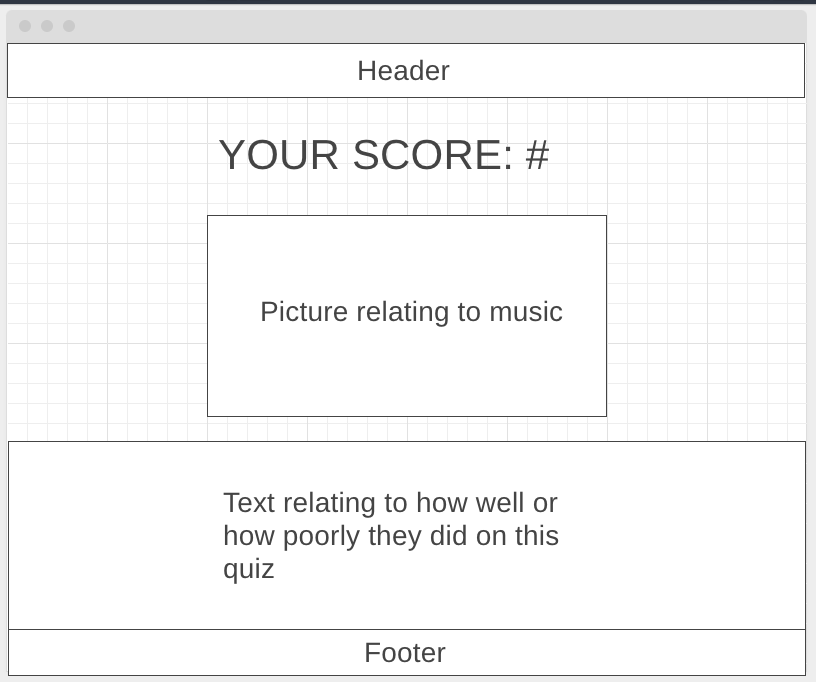 Header
YOUR SCORE: #
Picture relating to music
Text relating to how well or
how poorly they did on this
quiz
Footer